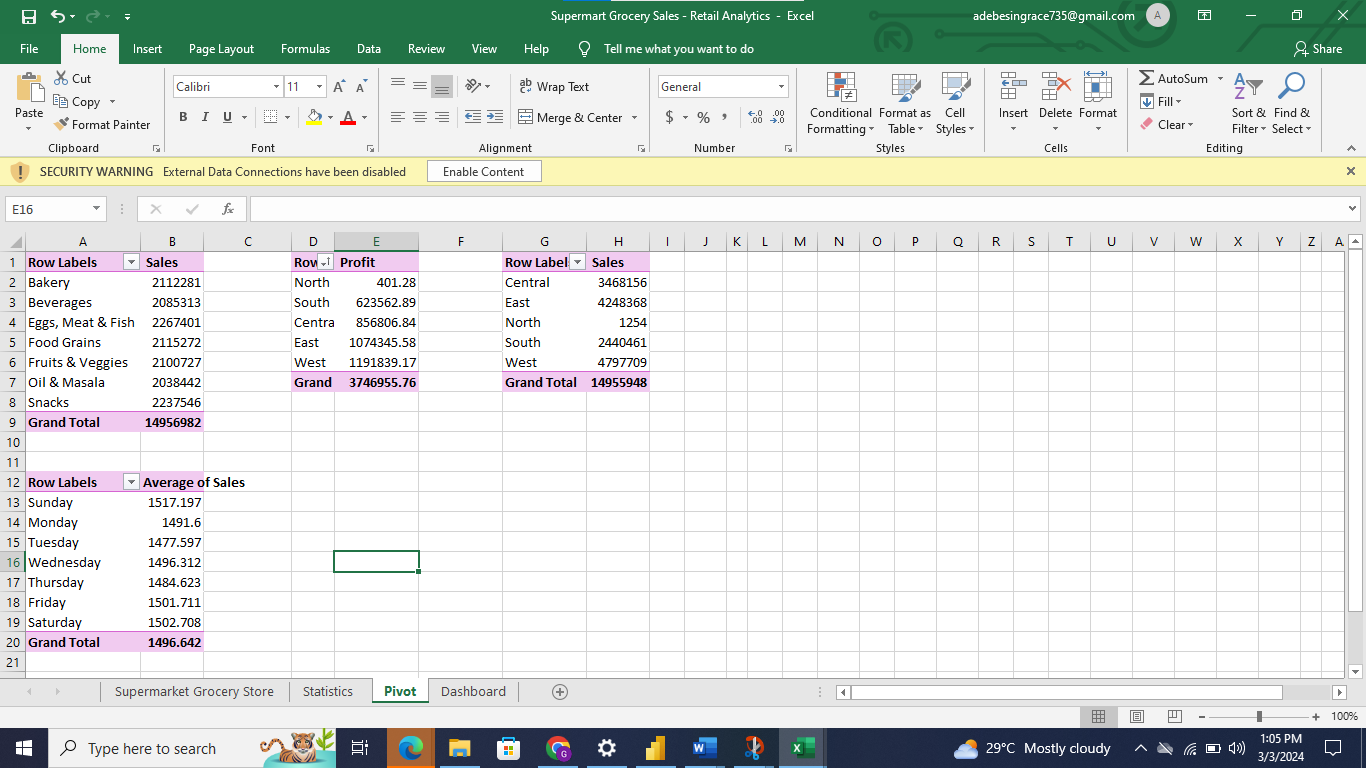 Supermart Grocery Sales - Retail Analytics - Excel
adebesingrace735@gmail.com A
File Home Insert Page Layout Formulas Data Review View Help Tell me what you want to do Share
Paste Cut Copy Format Painter Clipboard
Calibri 11 A A B I U A Font
Wrap Text Merge & Center Alignment
General $ % , Number
Conditional Formatting Format as Table Cell Styles Styles
Insert Delete Format Cells
AutoSum Fill Clear Sort & Filter Find & Select Editing
SECURITY WARNING External Data Connections have been disabled Enable Content
E16 fx
A B C D E F G H I J K L M N O P Q R S T U V W X Y Z A
1 Row Labels Sales Row Profit Row Label Sales
2 Bakery 2112281 North 401.28 Central 3468156
3 Beverages 2085313 South 623562.89 East 4248368
4 Eggs, Meat & Fish 2267401 Centra 856806.84 North 1254
5 Food Grains 2115272 East 1074345.58 South 2440461
6 Fruits & Veggies 2100727 West 1191839.17 West 4797709
7 Oil & Masala 2038442 Grand 3746955.76 Grand Total 14955948
8 Snacks 2237546
9 Grand Total 14956982
10
11
12 Row Labels Average of Sales
13 Sunday 1517.197
14 Monday 1491.6
15 Tuesday 1477.597
16 Wednesday 1496.312
17 Thursday 1484.623
18 Friday 1501.711
19 Saturday 1502.708
20 Grand Total 1496.642
21
Supermarket Grocery Store Statistics Pivot Dashboard
100%
Type here to search
29°C Mostly cloudy
1:05 PM
3/3/2024